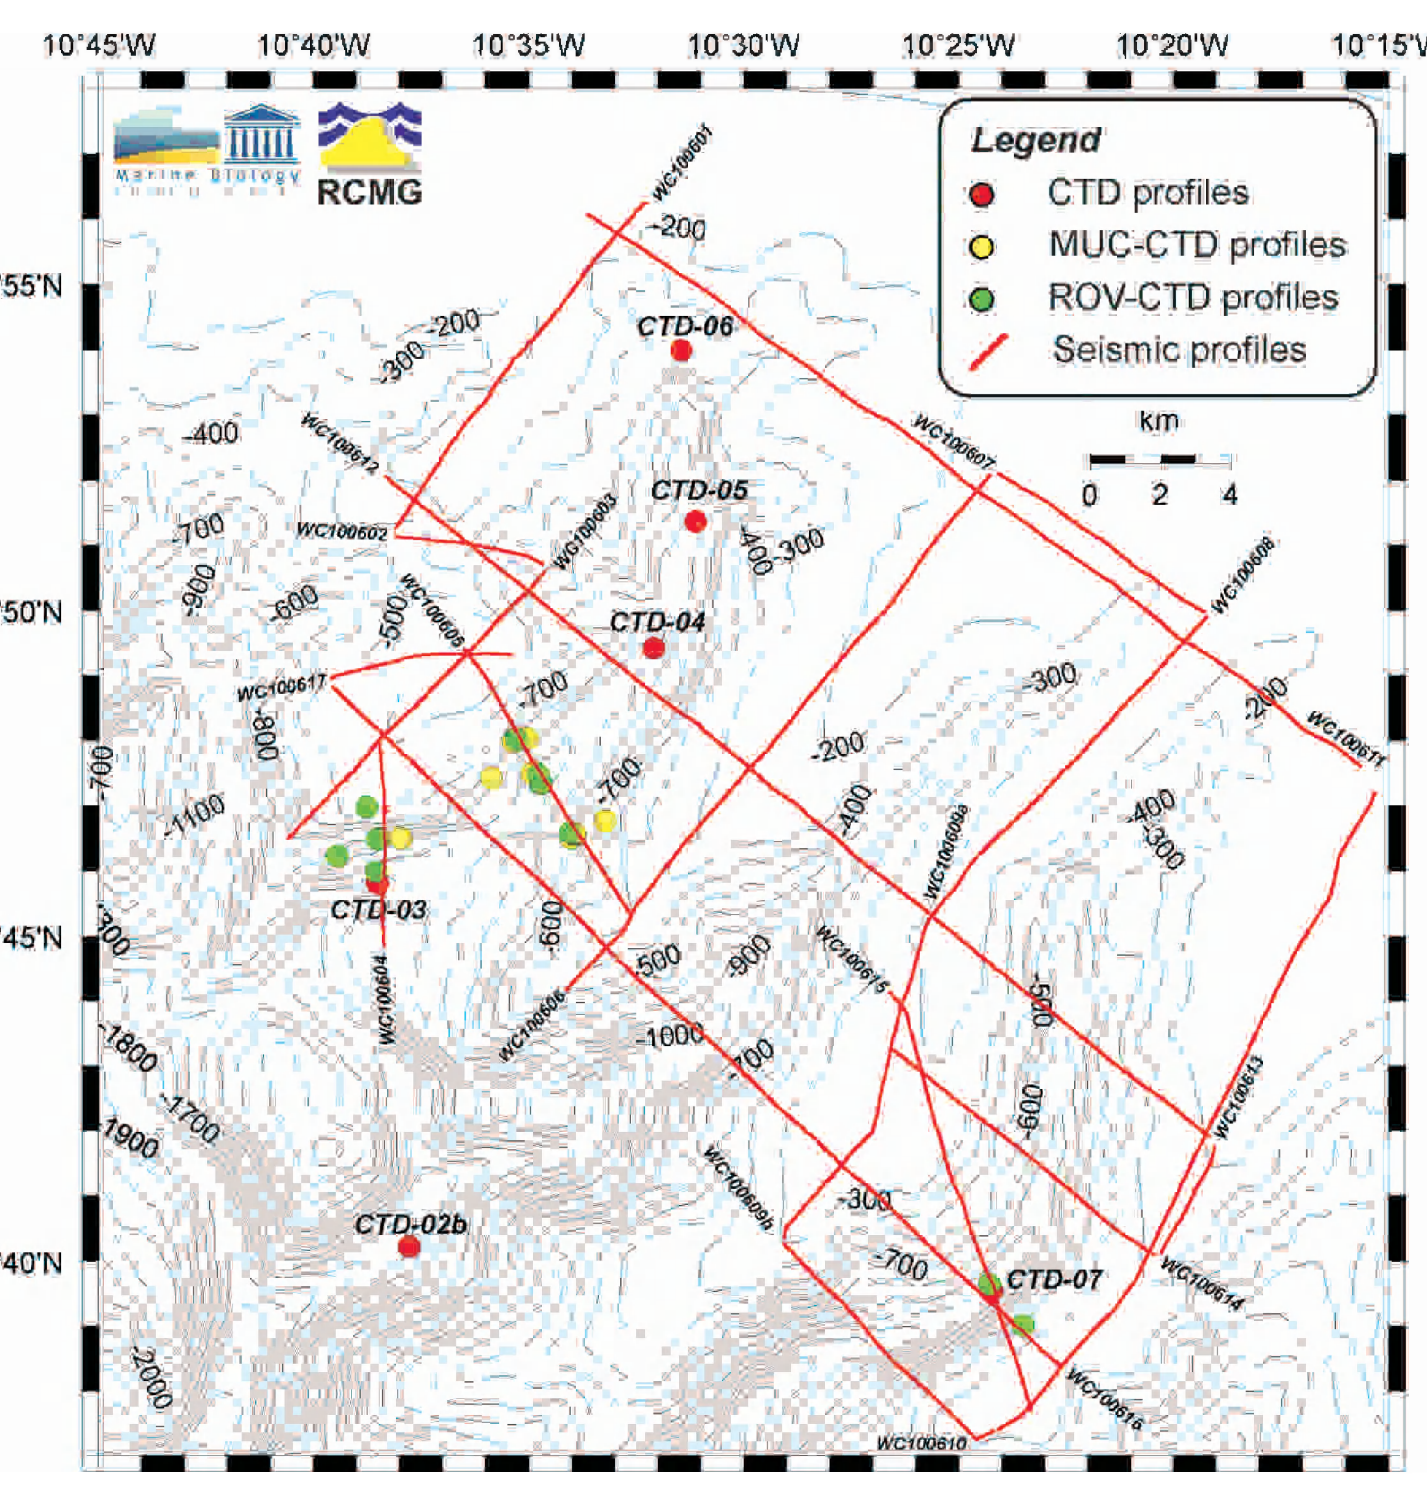 10°45'W 10°40'W 10°35'W 10°30'W 10°25'W 10°20'W 10°15'W
Marine Biology
RCMG
Legend
CTD profiles
MUC-CTD profiles
ROV-CTD profiles
Seismic profiles
km
0 2 4
WC100601
-200
55'N
-200
-300
CTD-06
-400
WC100612
WC100607
CTD-05
-700
WC100602
WG100603
-400
-300
WC100608
-900
-600
-500
WC100605
50'N
CTD-04
WC100617
-700
-300
-200
-800
-200
WC100611
-700
-700
-1100
-400
-400
-300
WC100609a
CTD-03
-600
45'N
-500
-900
WC100615
WC100604
WC100606
-500
-1000
-700
-1800
-1700
-1900
-600
WC100613
WC100609b
-300
CTD-02b
40'N
-700
CTD-07
WC100614
-2000
WC100616
WC100610